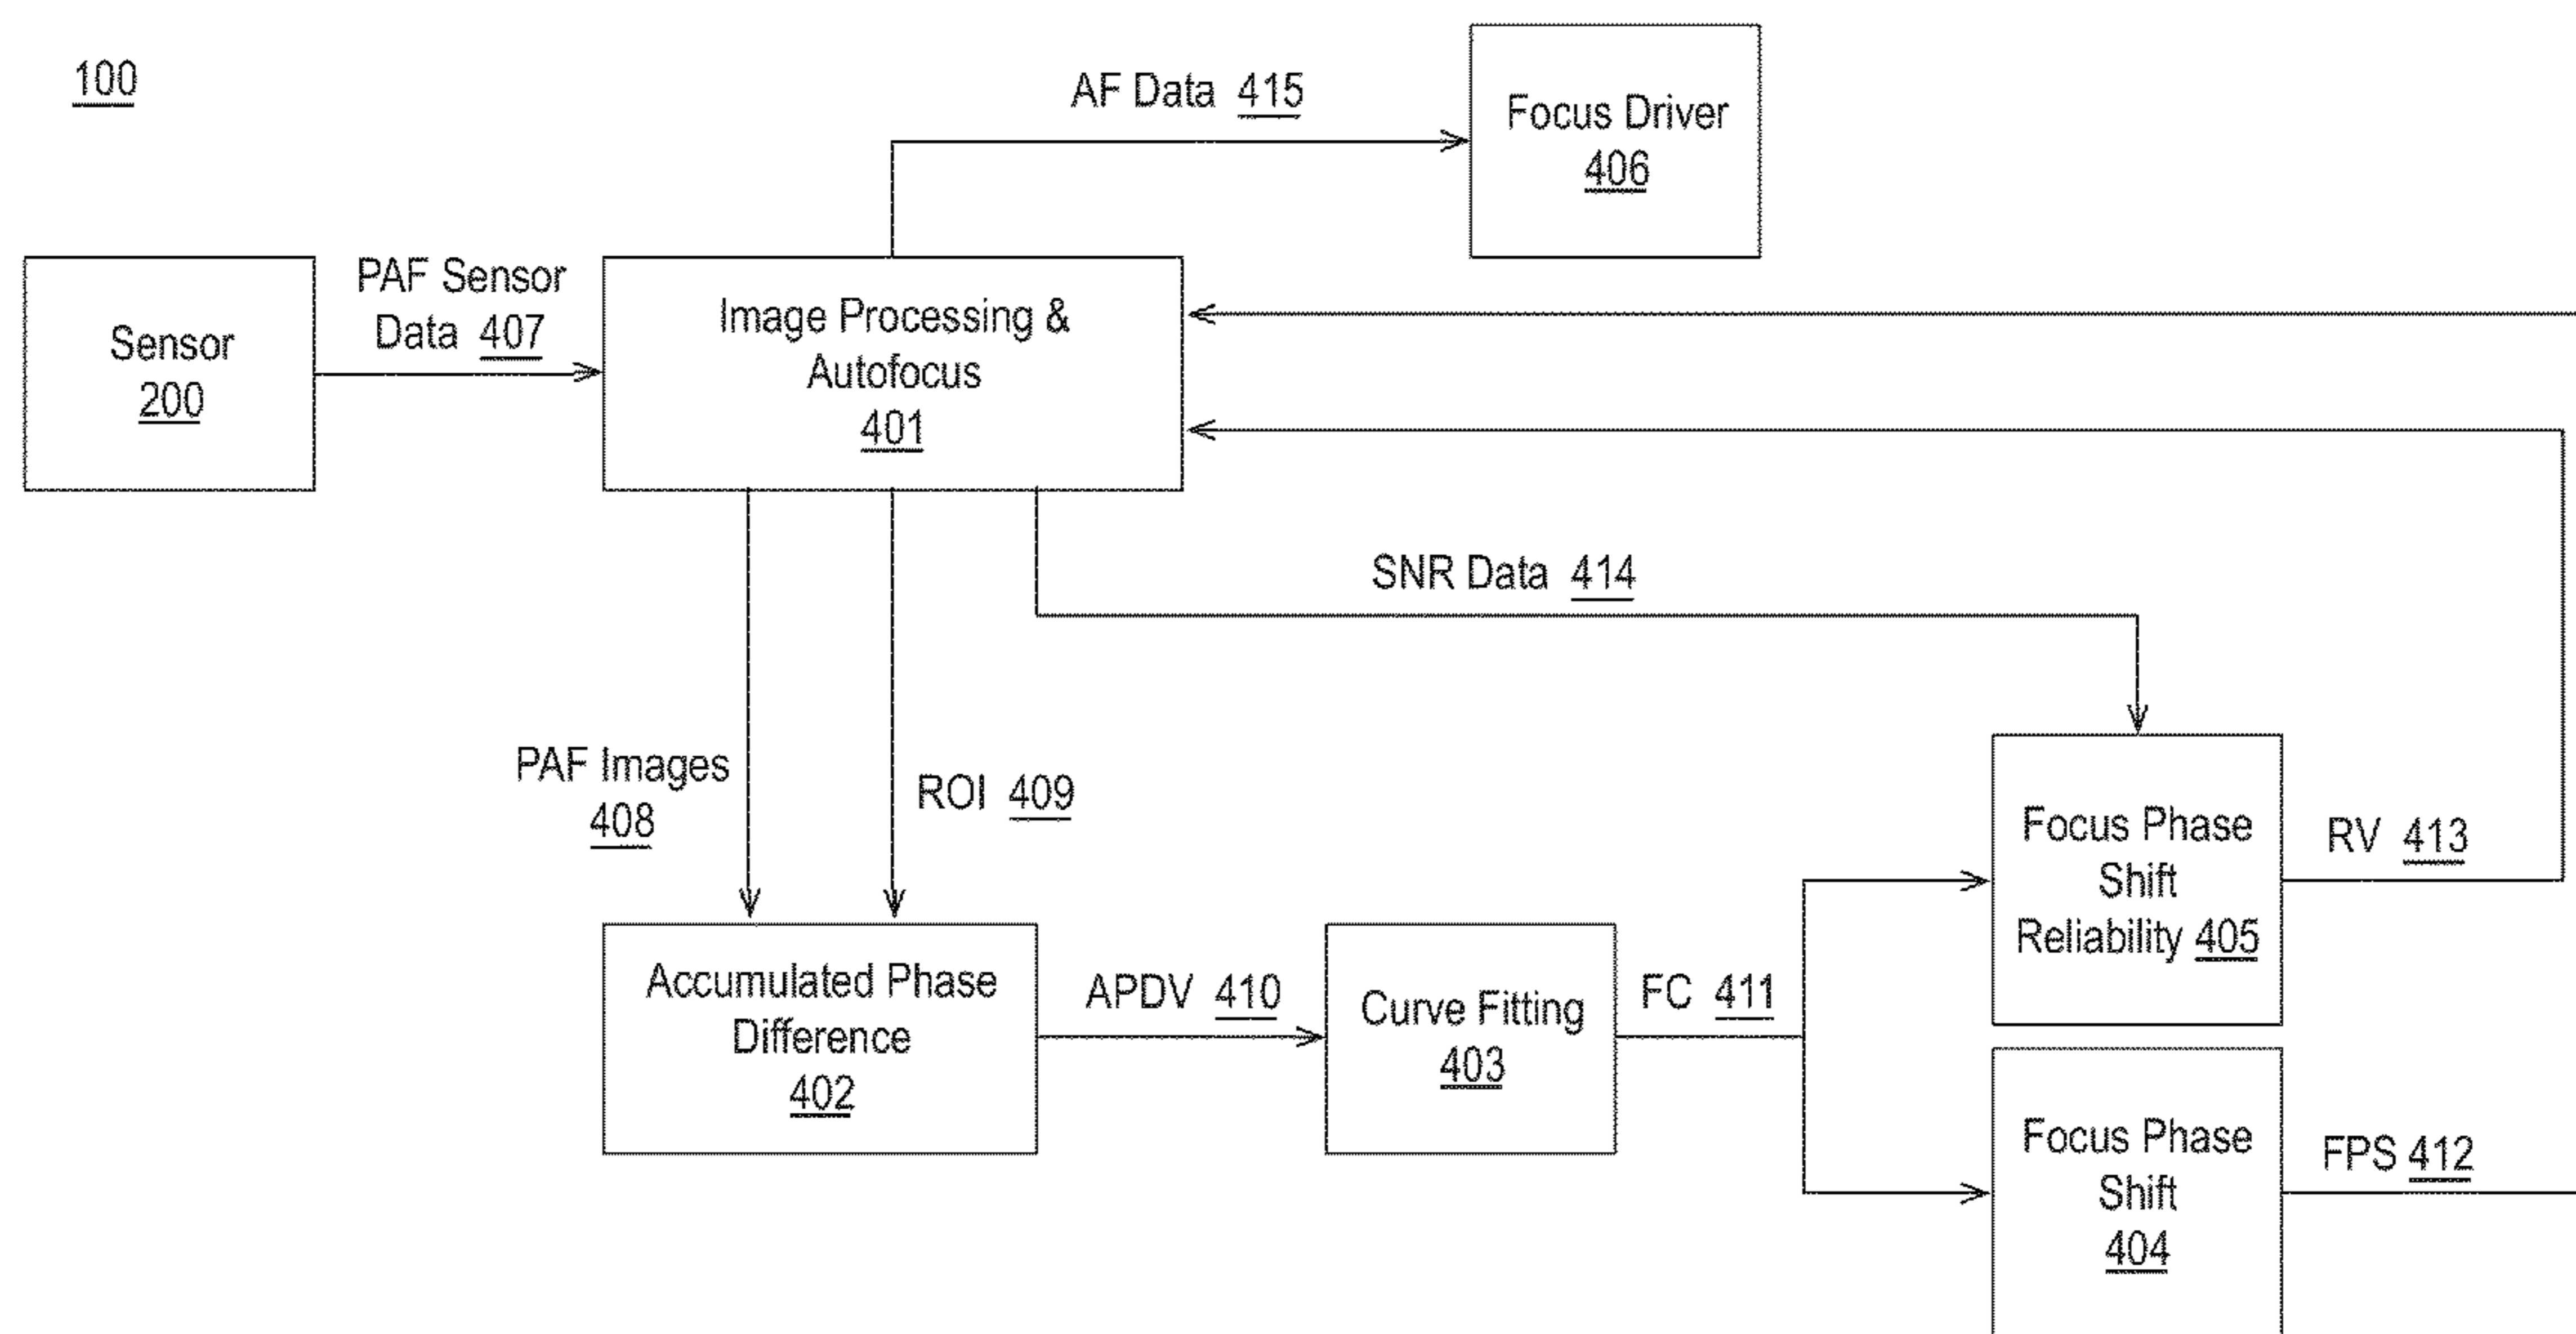 100
AF Data 415
Focus Driver
406
PAF Sensor
Data 407
Sensor
200
Image Processing &
Autofocus
401
SNR Data 414
PAF Images
408
ROI 409
Accumulated Phase
Difference
402
APDV 410
Curve Fitting
403
FC 411
Focus Phase
Shift
Reliability 405
RV 413
Focus Phase
Shift
404
FPS 412